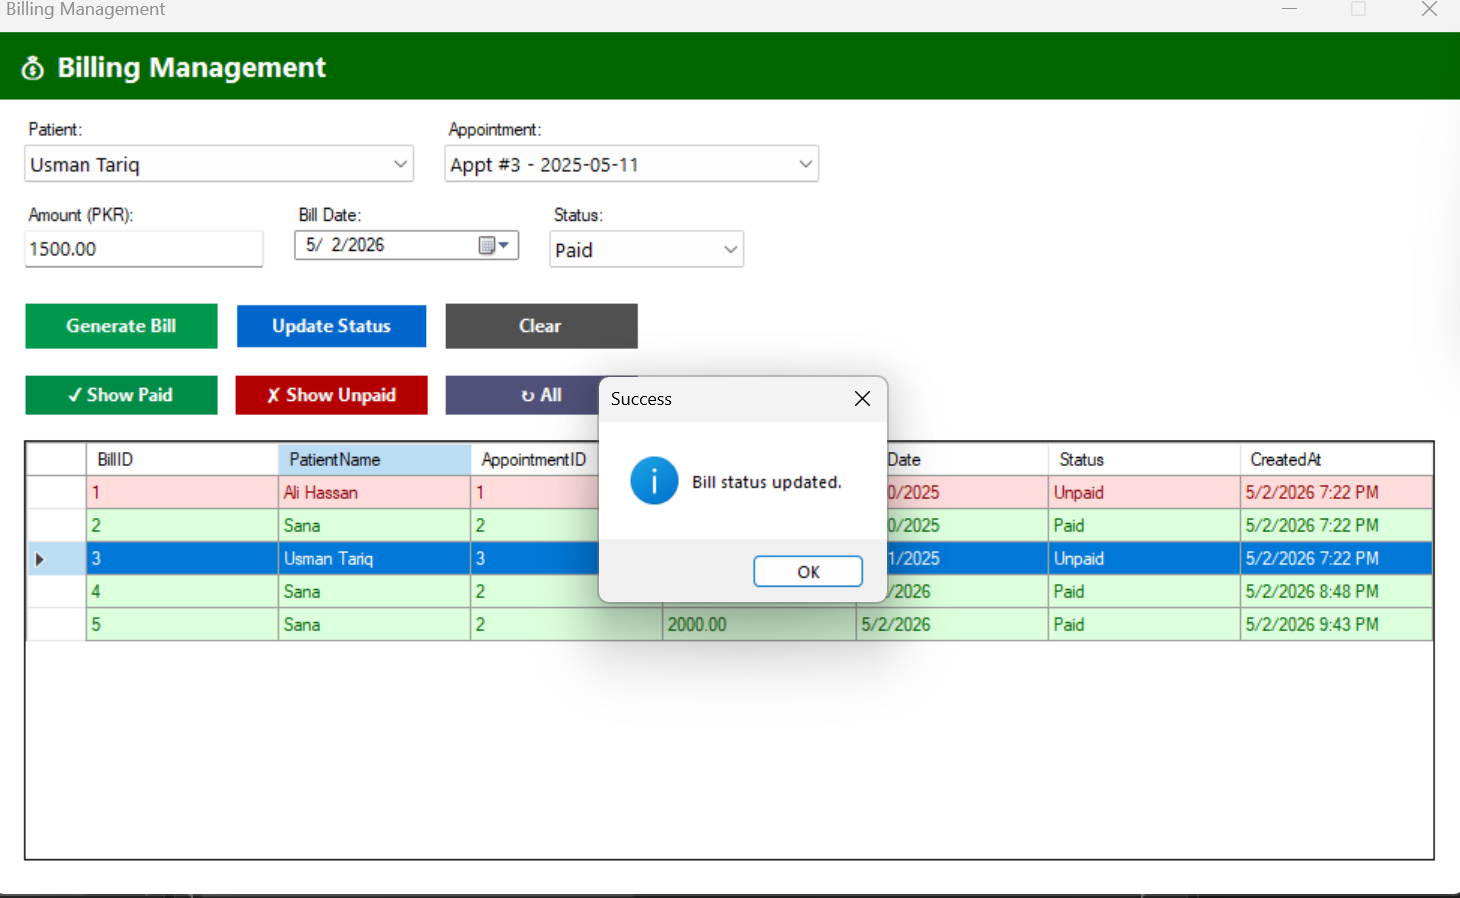 Billing Management
Billing Management
Patient:
Appointment:
Usman Tariq
Appt #3 - 2025-05-11
Amount (PKR):
Bill Date:
Status:
1500.00
5/ 2/2026
Paid
Generate Bill
Update Status
Clear
✓ Show Paid
✗ Show Unpaid
↻ All
Success
Bill status updated.
OK
BillID PatientName AppointmentID Date Status CreatedAt
1 Ali Hassan 1 0/2025 Unpaid 5/2/2026 7:22 PM
2 Sana 2 0/2025 Paid 5/2/2026 7:22 PM
3 Usman Tariq 3 1/2025 Unpaid 5/2/2026 7:22 PM
4 Sana 2 /2026 Paid 5/2/2026 8:48 PM
5 Sana 2 2000.00 5/2/2026 Paid 5/2/2026 9:43 PM